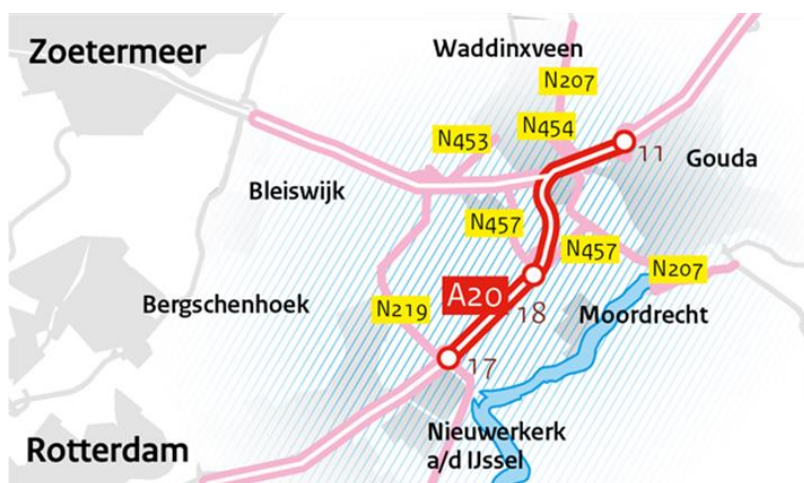 Zoetermeer
Waddinxveen
N207
N453
N454
11
Gouda
Bleiswijk
N457
N457
N207
Bergschenhoek
N219
A20
18
Moordrecht
17
Nieuwerkerk
a/d IJssel
Rotterdam